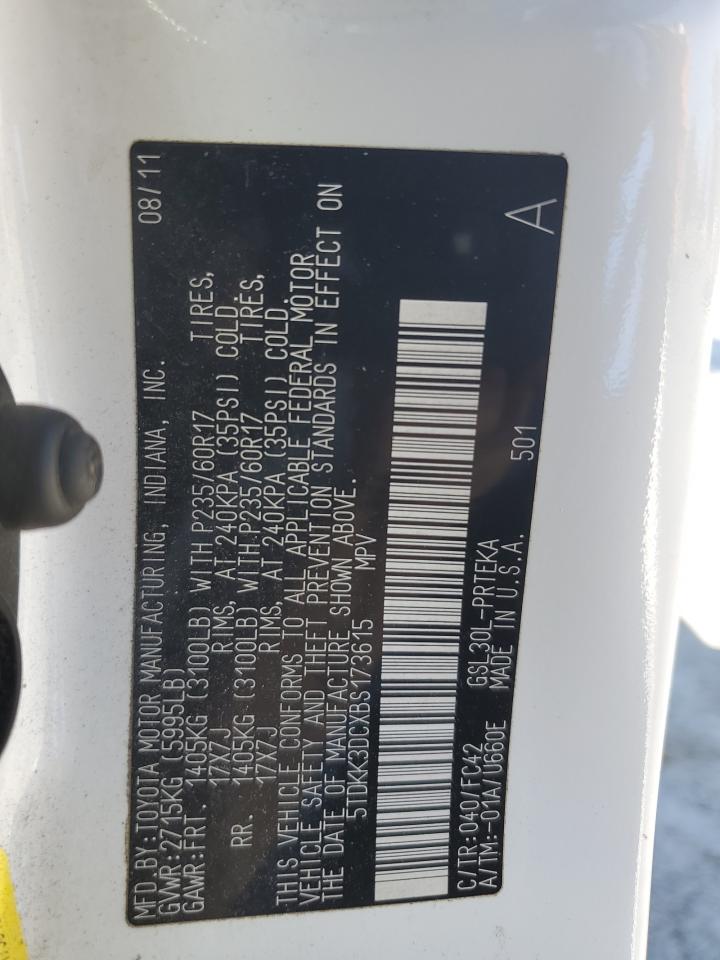 MFD.BY:TOYOTA MOTOR MANUFACTURING, INDIANA, INC. 08/11
GVWR:2715KG (5995LB)
GAWR:FRT. 1405KG (3100LB) WITH P235/60R17 TIRES,
17X7J RIMS, AT 240KPA (35PSI) COLD.
RR. 1405KG (3100LB) WITH P235/60R17 TIRES,
17X7J RIMS, AT 240KPA (35PSI) COLD.
THIS VEHICLE CONFORMS TO ALL APPLICABLE FEDERAL MOTOR
VEHICLE SAFETY AND THEFT PREVENTION STANDARDS IN EFFECT ON
THE DATE OF MANUFACTURE SHOWN ABOVE.
5TDKK3DCXBS173615 MPV
C/TR:040/FC42 GSL30L-PRTEKA 501 A
A/TM:-01A/U660E MADE IN U.S.A.